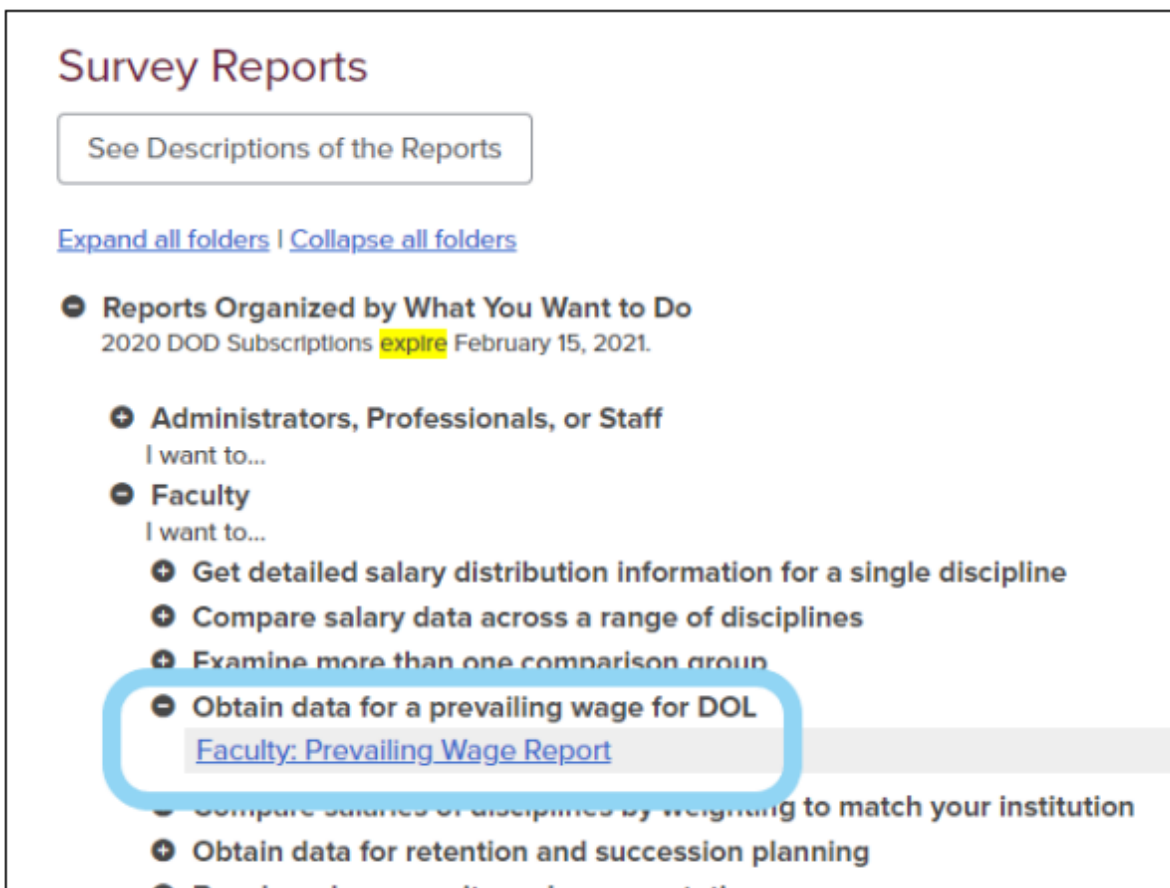 Survey Reports
See Descriptions of the Reports
Expand all folders | Collapse all folders
Reports Organized by What You Want to Do
2020 DOD Subscriptions expire February 15, 2021.
Administrators, Professionals, or Staff
I want to...
Faculty
I want to...
Get detailed salary distribution information for a single discipline
Compare salary data across a range of disciplines
Examine more than one comparison group
Obtain data for a prevailing wage for DOL
Faculty: Prevailing Wage Report
Compare salaries of disciplines by weighting to match your institution
Obtain data for retention and succession planning